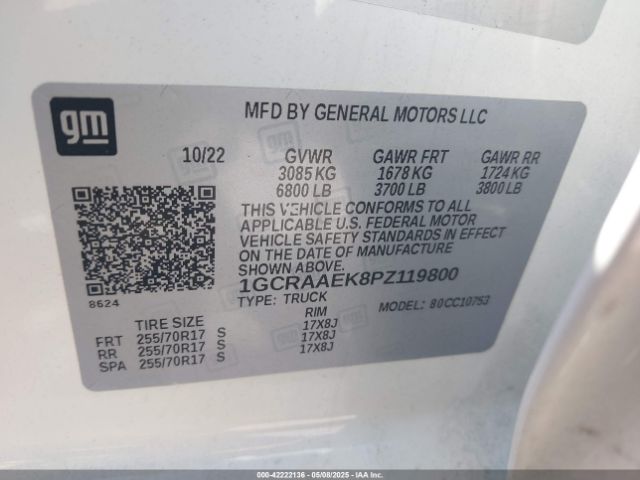 gm
MFD BY GENERAL MOTORS LLC
10/22 GVWR GAWR FRT GAWR RR
3085 KG 1678 KG 1724 KG
6800 LB 3700 LB 3800 LB
THIS VEHICLE CONFORMS TO ALL
APPLICABLE U.S. FEDERAL MOTOR
VEHICLE SAFETY STANDARDS IN EFFECT
ON THE DATE OF MANUFACTURE
SHOWN ABOVE.
1GCRAAEK8PZ119800
8624
TYPE: TRUCK MODEL: 80CC10753
TIRE SIZE RIM
FRT 255/70R17 S 17X8J
RR 255/70R17 S 17X8J
SPA 255/70R17 S 17X8J
000-42222136 - 05/08/2025 - IAAI.COM